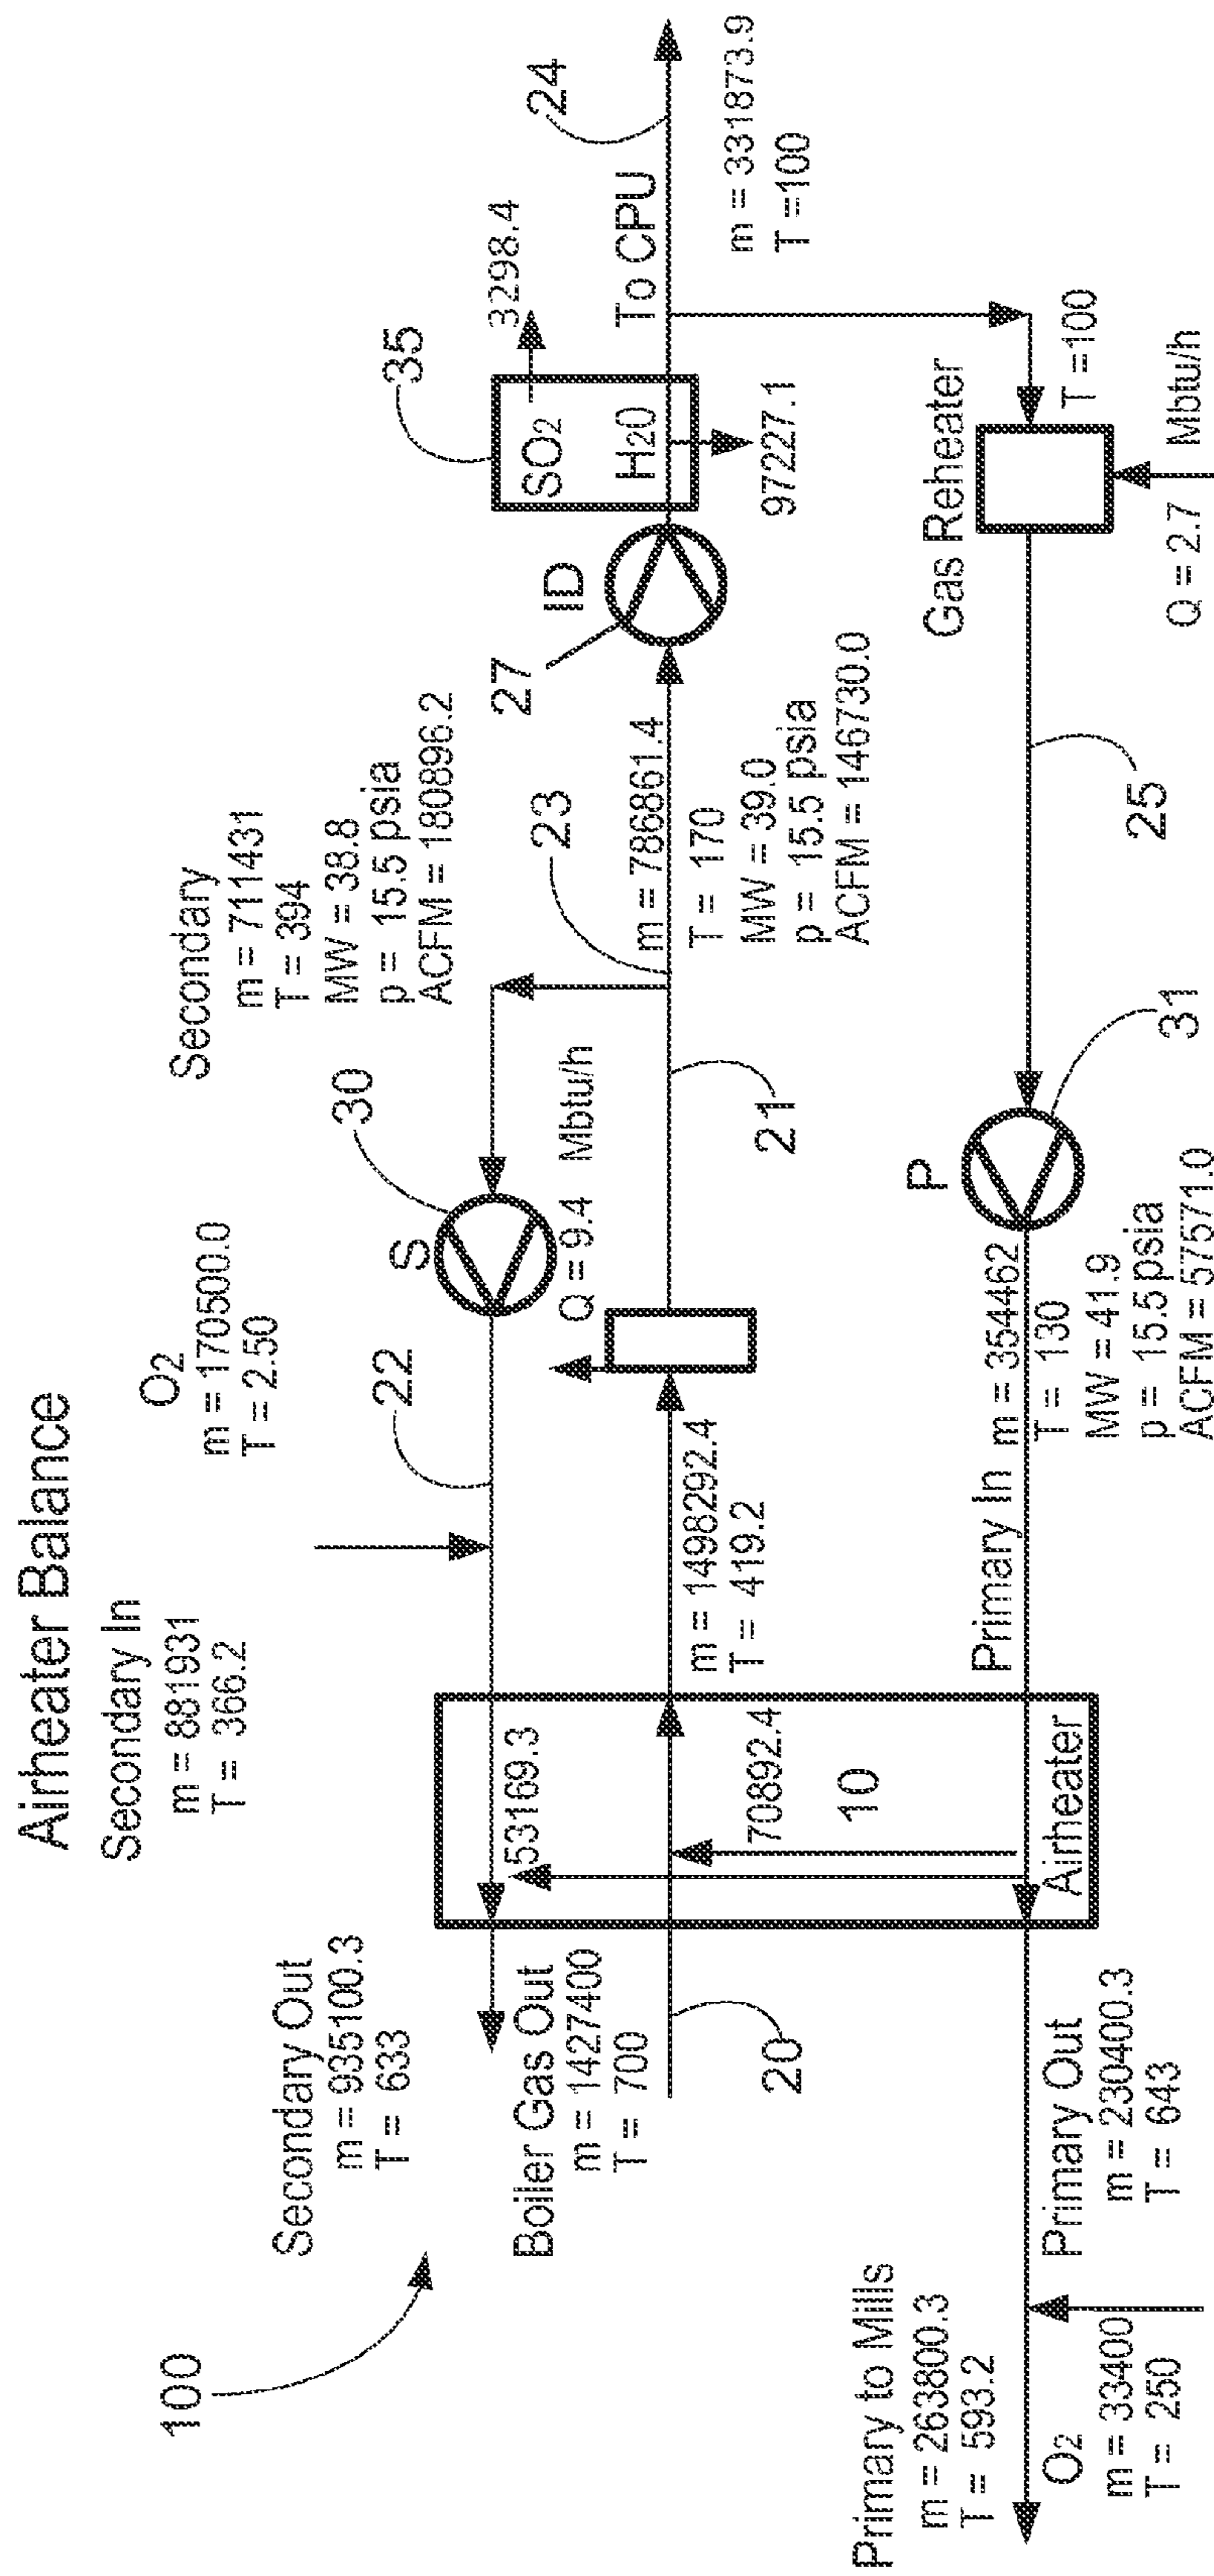 Airheater Balance
Secondary In
m = 881931
T = 366.2
O2
m = 170500.0
T = 2.50
Secondary
m = 711431
T = 394
MW = 38.8
p = 15.5 psia
ACFM = 180896.2
100
Secondary Out
m = 935100.3
T = 633
22
S
30
Q = 9.4 Mbtu/h
23
27
ID
35
SO2
H2O
3298.4
97227.1
24
To CPU
m = 331873.9
T =100
Boiler Gas Out
m = 1427400
T = 700
20
53169.3
70892.4
10
Airheater
m = 1498292.4
T = 419.2
21
m = 786861.4
T = 170
MW = 39.0
p = 15.5 psia
ACFM = 146730.0
Gas Reheater
T =100
Q = 2.7 Mbtu/h
25
P
31
Primary In
m = 354462
T = 130
MW = 41.9
p = 15.5 psia
ACFM = 57571.0
Primary to Mills
m = 263800.3
T = 593.2
Primary Out
m = 230400.3
T = 643
O2
m = 33400
T = 250